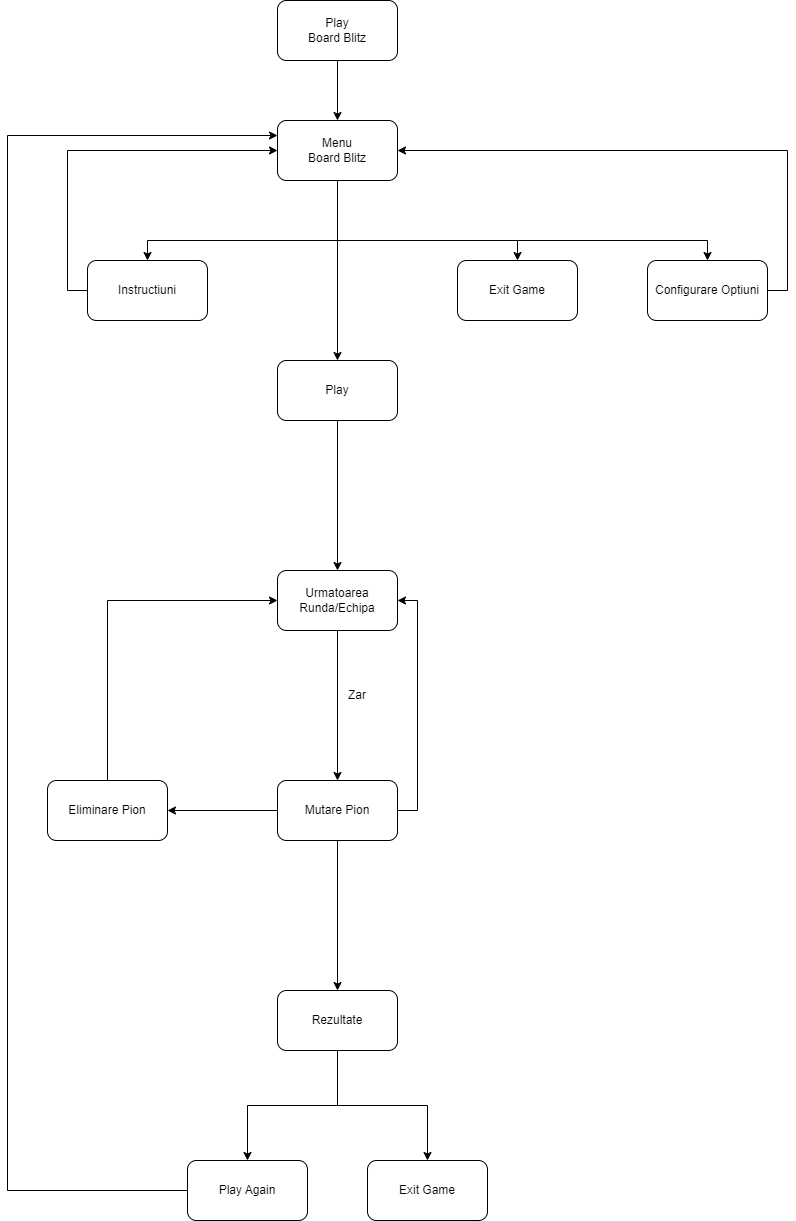 Play
Board Blitz
Menu
Board Blitz
Instructiuni
Exit Game
Configurare Optiuni
Play
Urmatoarea
Runda/Echipa
Zar
Eliminare Pion
Mutare Pion
Rezultate
Play Again
Exit Game